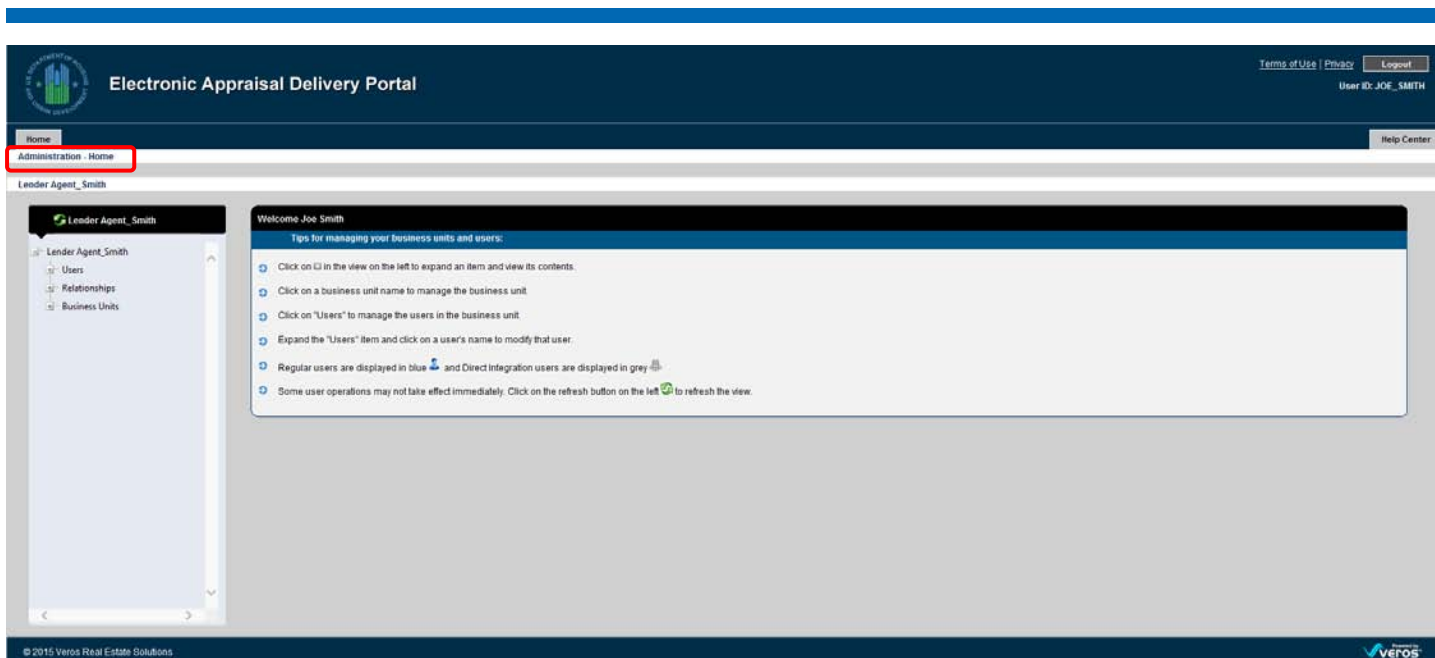 Terms of Use | Privacy Logout
Electronic Appraisal Delivery Portal
User ID: JOE_SMITH
Home Help Center
Administration - Home
Lender Agent_Smith
Lender Agent_Smith
Welcome Joe Smith
Tips for managing your business units and users:
Lender Agent_Smith
Users
Relationships
Business Units
Click on in the view on the left to expand an item and view its contents.
Click on a business unit name to manage the business unit.
Click on "Users" to manage the users in the business unit.
Expand the "Users" item and click on a user's name to modify that user.
Regular users are displayed in blue and Direct Integration users are displayed in grey
Some user operations may not take effect immediately. Click on the refresh button on the left to refresh the view.
© 2015 Veros Real Estate Solutions
Powered by
veros